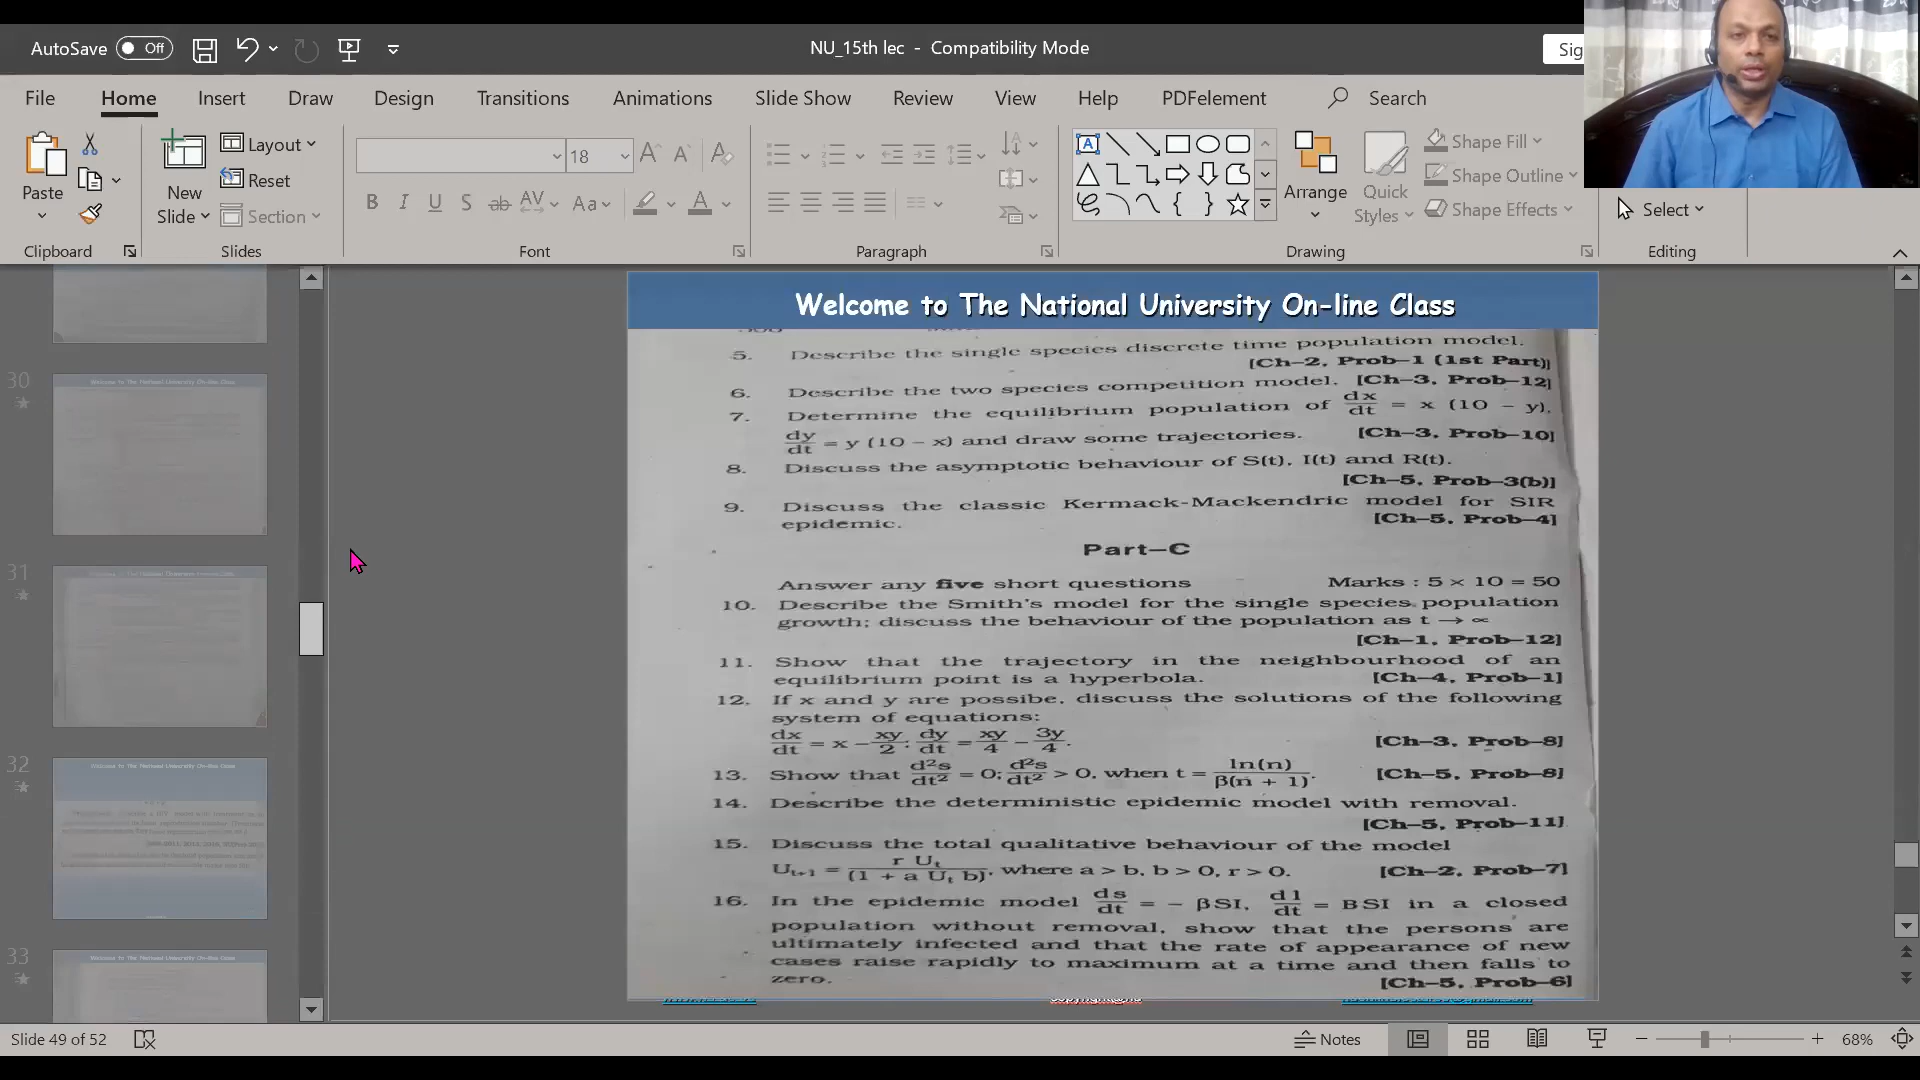 AutoSave Off
NU_15th lec - Compatibility Mode
Sig
File Home Insert Draw Design Transitions Animations Slide Show Review View Help PDFelement Search
Paste
New Slide
Layout
Reset
Section
18
Arrange
Quick Styles
Shape Fill
Shape Outline
Shape Effects
Select
Clipboard Slides Font Paragraph Drawing Editing
30
31
32
33
Welcome to The National University On-line Class
5. Describe the single species discrete time population model.
[Ch–2, Prob–1 (1st Part)]
6. Describe the two species competition model. [Ch–3, Prob–12]
7. Determine the equilibrium population of dx/dt = x (10 – y),
dy/dt = y (10 – x) and draw some trajectories. [Ch–3, Prob–10]
8. Discuss the asymptotic behaviour of S(t), I(t) and R(t).
[Ch–5, Prob–3(b)]
9. Discuss the classic Kermack-Mackendric model for SIR
epidemic. [Ch–5, Prob–4]
Part–C
Answer any five short questions Marks : 5 × 10 = 50
10. Describe the Smith's model for the single species population
growth; discuss the behaviour of the population as t → ∞
[Ch–1, Prob–12]
11. Show that the trajectory in the neighbourhood of an
equilibrium point is a hyperbola. [Ch–4, Prob–1]
12. If x and y are possibe, discuss the solutions of the following
system of equations:
dx/dt = x – xy/2 ; dy/dt = xy/4 – 3y/4. [Ch–3, Prob–8]
13. Show that d²s/dt² = 0; d²s/dt² > 0, when t = ln(n)/β(n + 1). [Ch–5, Prob–8]
14. Describe the deterministic epidemic model with removal.
[Ch–5, Prob–11]
15. Discuss the total qualitative behaviour of the model
Uₜ₊₁ = r Uₜ/(1 + a Uₜ b), where a > b, b > 0, r > 0. [Ch–2, Prob–7]
16. In the epidemic model ds/dt = – βSI, dI/dt = BSI in a closed
population without removal, show that the persons are
ultimately infected and that the rate of appearance of new
cases raise rapidly to maximum at a time and then falls to
zero. [Ch–5, Prob–6]
Slide 49 of 52
Notes
68%